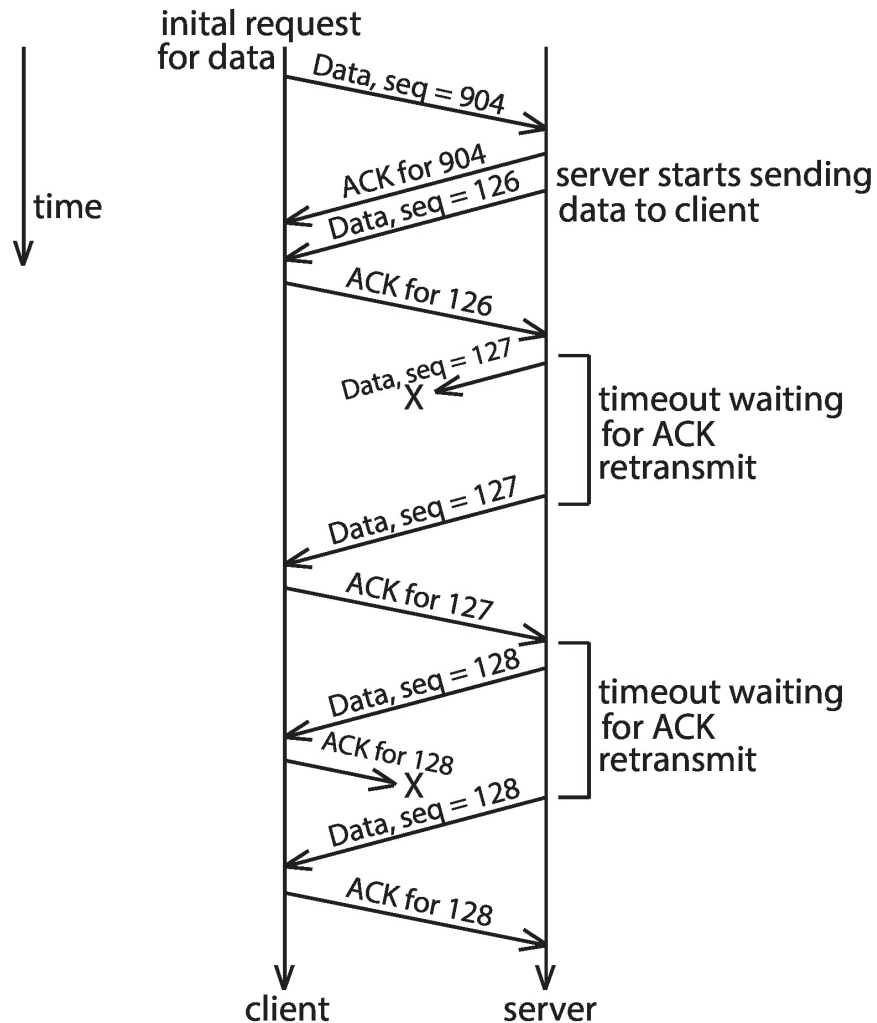 inital request
for data
Data, seq = 904
ACK for 904
server starts sending
data to client
Data, seq = 126
time
ACK for 126
Data, seq = 127
X
timeout waiting
for ACK
retransmit
Data, seq = 127
ACK for 127
Data, seq = 128
timeout waiting
for ACK
retransmit
ACK for 128
X
Data, seq = 128
ACK for 128
client
server